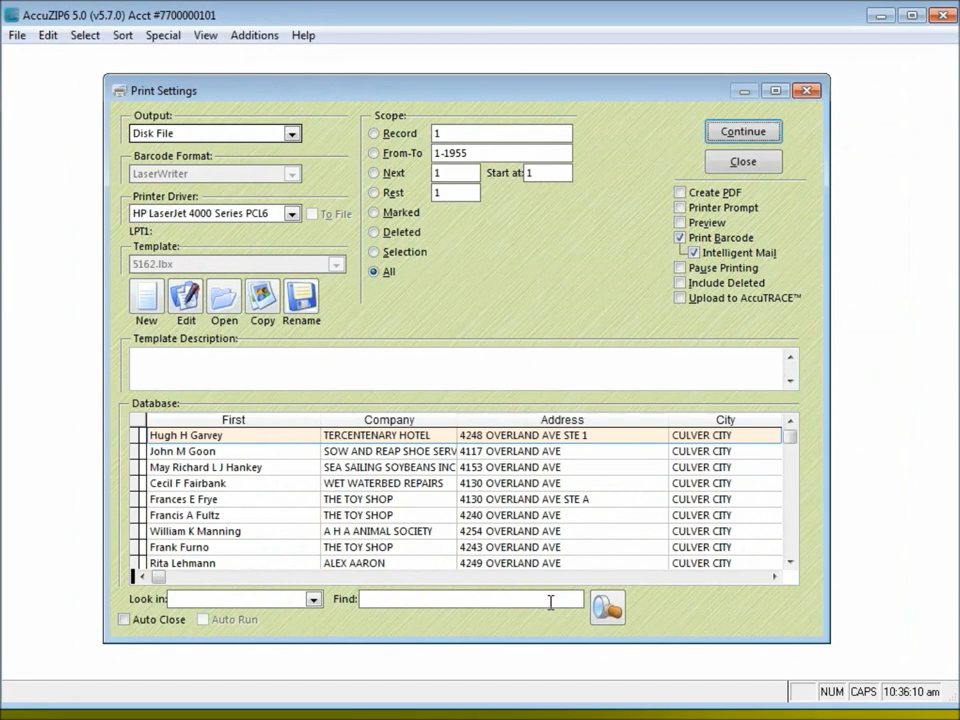 AccuZIP6 5.0 (v5.7.0) Acct #7700000101
File Edit Select Sort Special View Additions Help
Print Settings
Output:
Disk File
Barcode Format:
LaserWriter
Printer Driver:
HP LaserJet 4000 Series PCL6
To File
LPT1:
Template:
5162.lbx
New Edit Open Copy Rename
Scope:
Record 1
From-To 1-1955
Next 1 Start at: 1
Rest 1
Marked
Deleted
Selection
All
Continue
Close
Create PDF
Printer Prompt
Preview
Print Barcode
Intelligent Mail
Pause Printing
Include Deleted
Upload to AccuTRACE™
Template Description:
Database:
First Company Address City
Hugh H Garvey TERCENTENARY HOTEL 4248 OVERLAND AVE STE 1 CULVER CITY
John M Goon SOW AND REAP SHOE SERV 4117 OVERLAND AVE CULVER CITY
May Richard L J Hankey SEA SAILING SOYBEANS INC 4153 OVERLAND AVE CULVER CITY
Cecil F Fairbank WET WATERBED REPAIRS 4130 OVERLAND AVE CULVER CITY
Frances E Frye THE TOY SHOP 4130 OVERLAND AVE STE A CULVER CITY
Francis A Fultz THE TOY SHOP 4240 OVERLAND AVE CULVER CITY
William K Manning A H A ANIMAL SOCIETY 4254 OVERLAND AVE CULVER CITY
Frank Furno THE TOY SHOP 4243 OVERLAND AVE CULVER CITY
Rita Lehmann ALEX AARON 4249 OVERLAND AVE CULVER CITY
Look in: Find:
Auto Close Auto Run
NUM CAPS 10:36:10 am